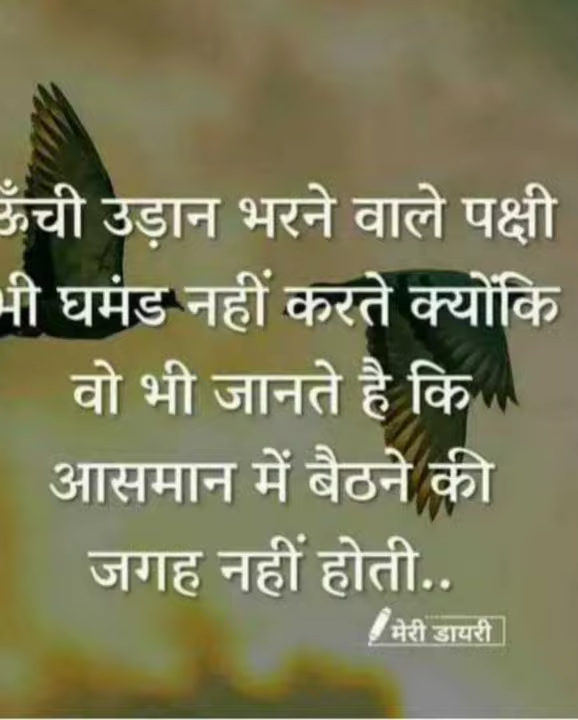 ऊँची उड़ान भरने वाले पक्षी
भी घमंड नहीं करते क्योंकि
वो भी जानते है कि
आसमान में बैठने की
जगह नहीं होती..
मेरी डायरी